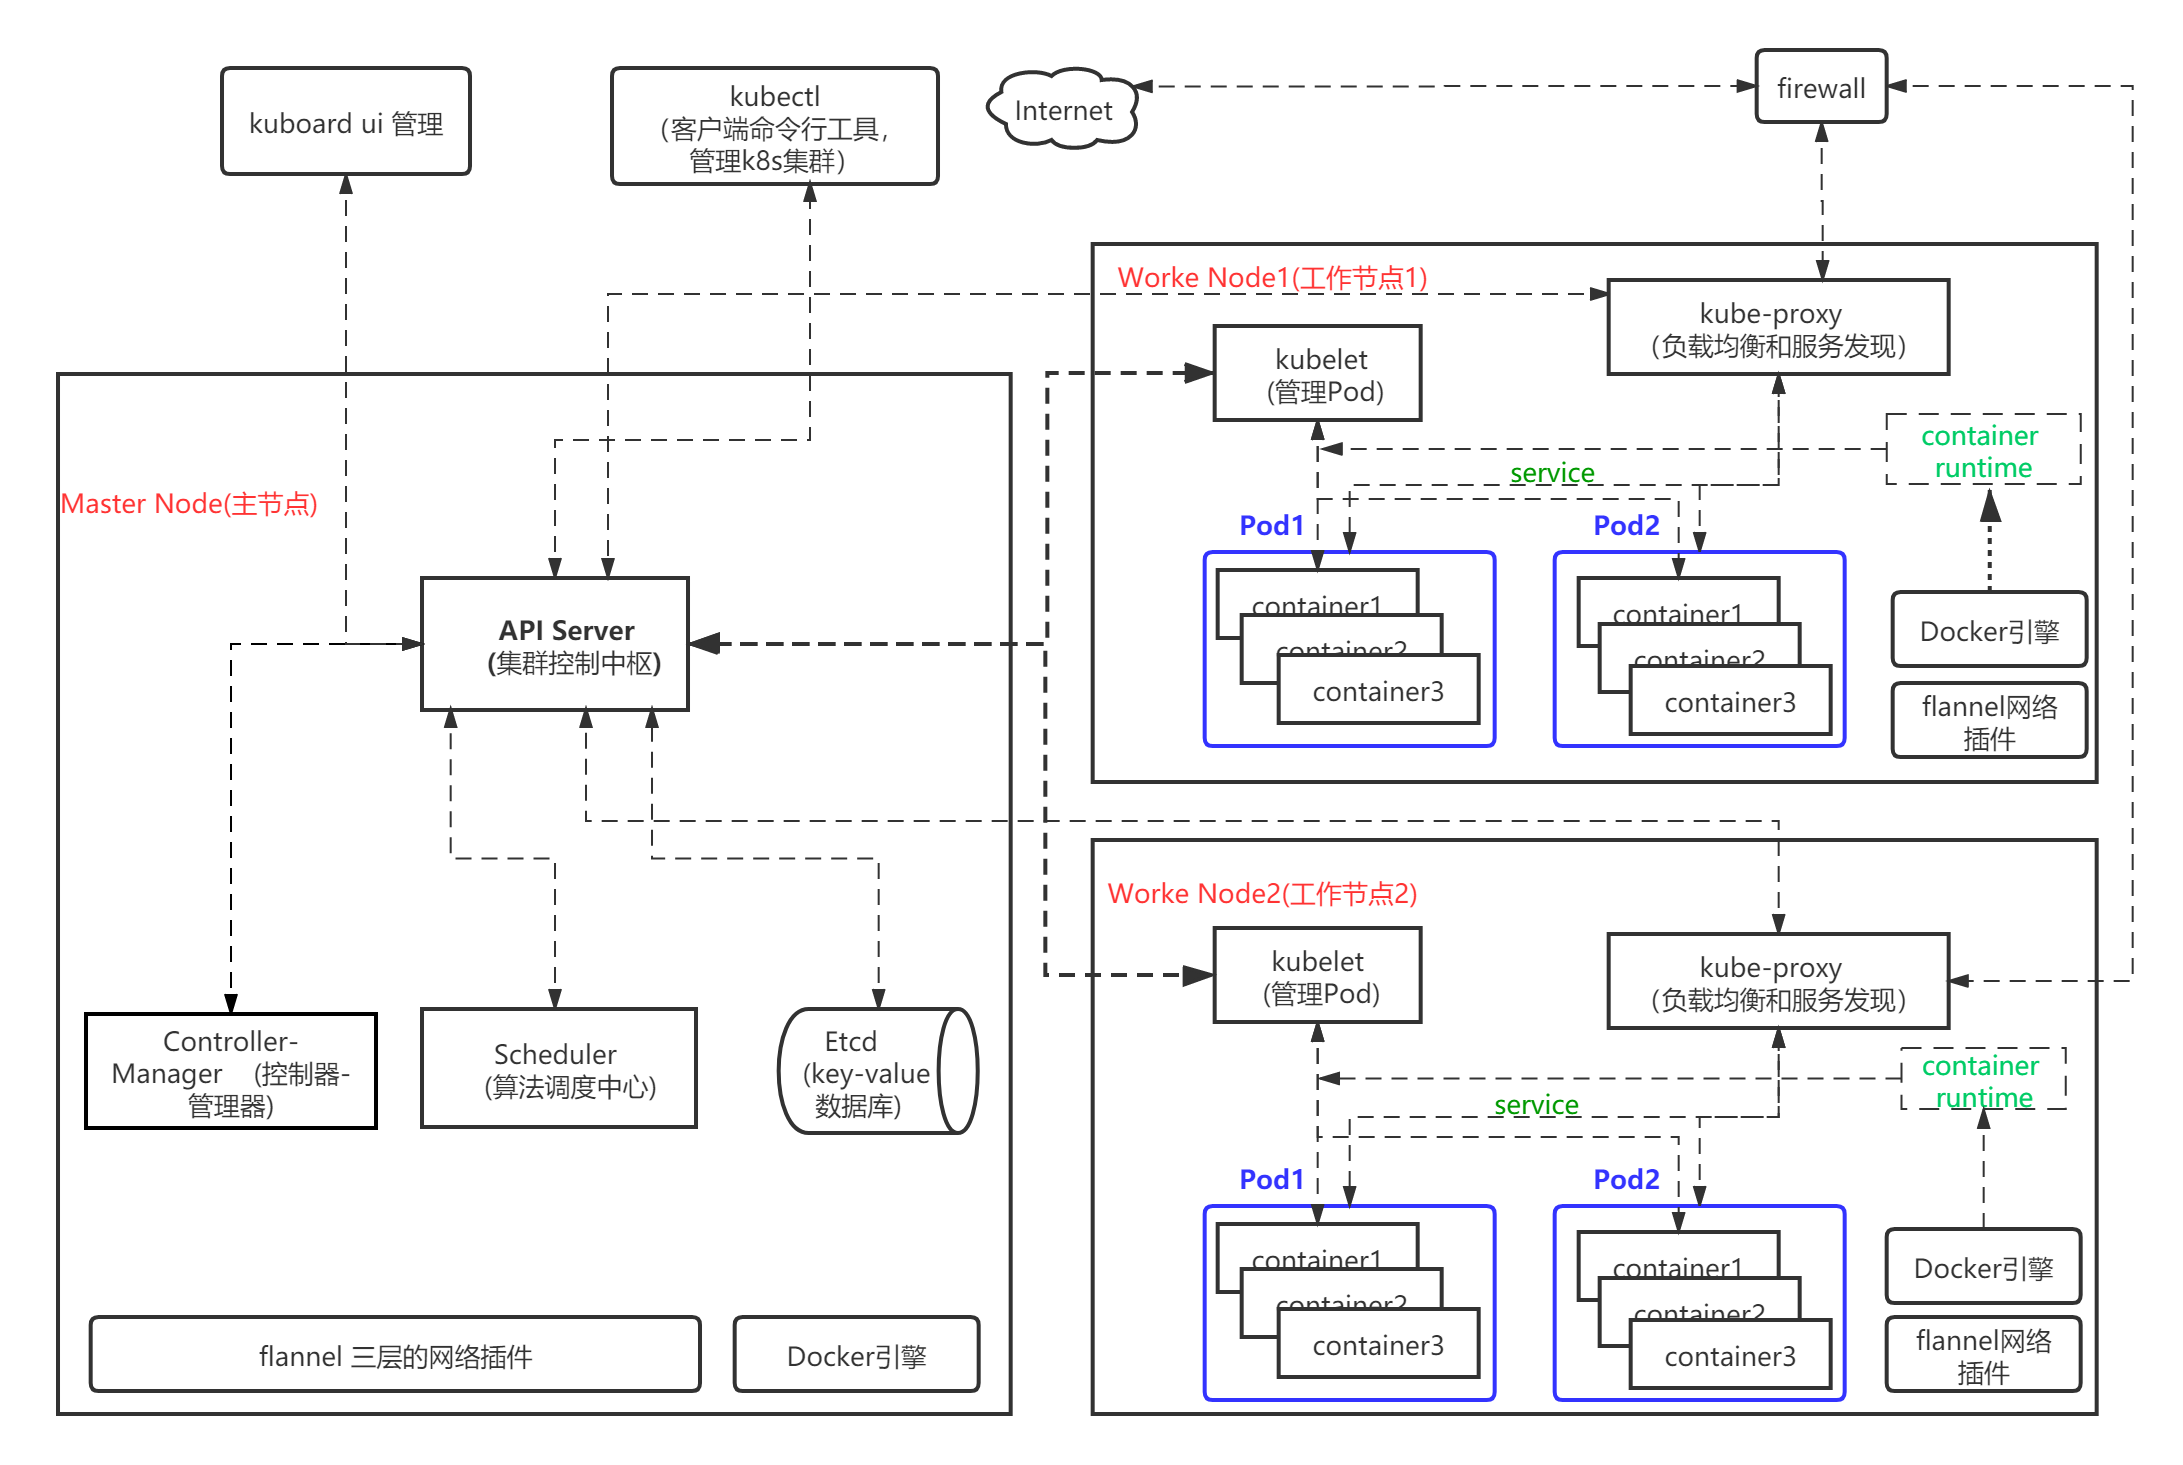 kuboard ui 管理
kubectl
（客户端命令行工具，
管理k8s集群）
Internet
firewall
Master Node(主节点)
API Server
(集群控制中枢)
Controller-
Manager (控制器-
管理器)
Scheduler
(算法调度中心)
Etcd
(key-value
数据库)
flannel 三层的网络插件
Docker引擎
Worke Node1(工作节点1)
kubelet
(管理Pod)
kube-proxy
（负载均衡和服务发现）
container
runtime
service
Pod1
Pod2
container1
container2
container3
container1
container2
container3
Docker引擎
flannel网络
插件
Worke Node2(工作节点2)
kubelet
(管理Pod)
kube-proxy
（负载均衡和服务发现）
container
runtime
service
Pod1
Pod2
container1
container2
container3
container1
container2
container3
Docker引擎
flannel网络
插件